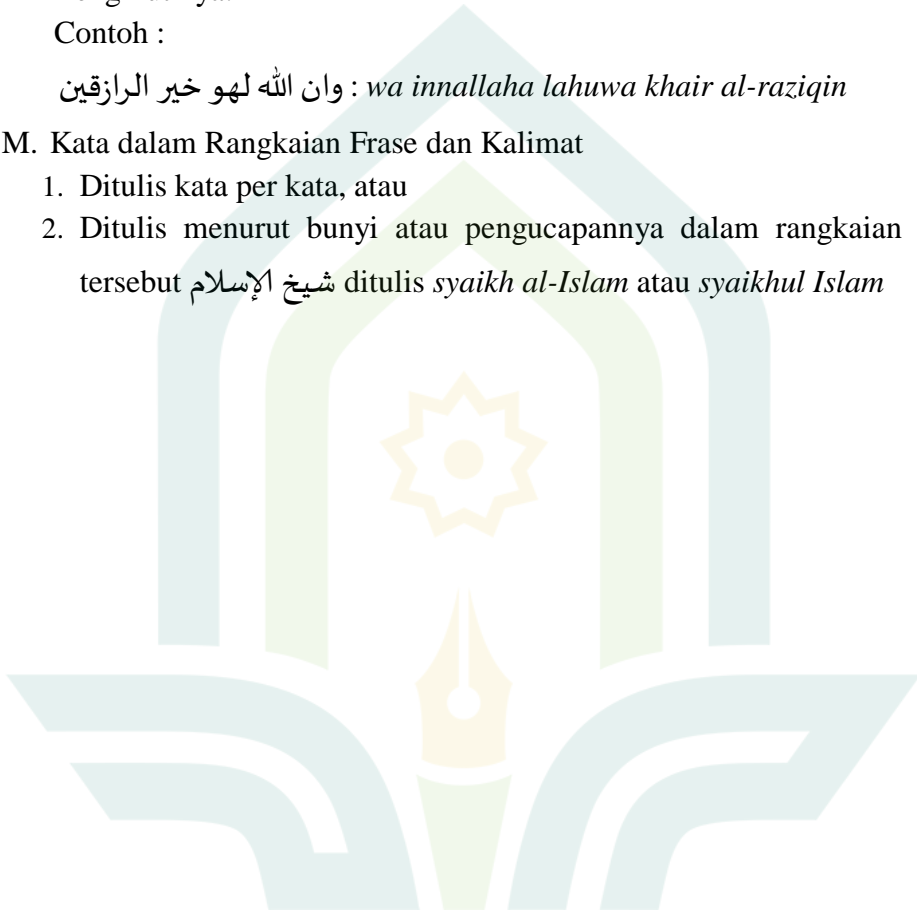 Contoh :
وان الله لهو خير الرازقين : wa innallaha lahuwa khair al-raziqin
M. Kata dalam Rangkaian Frase dan Kalimat
1. Ditulis kata per kata, atau
2. Ditulis menurut bunyi atau pengucapannya dalam rangkaian
tersebut شيخ الإسلام ditulis syaikh al-Islam atau syaikhul Islam